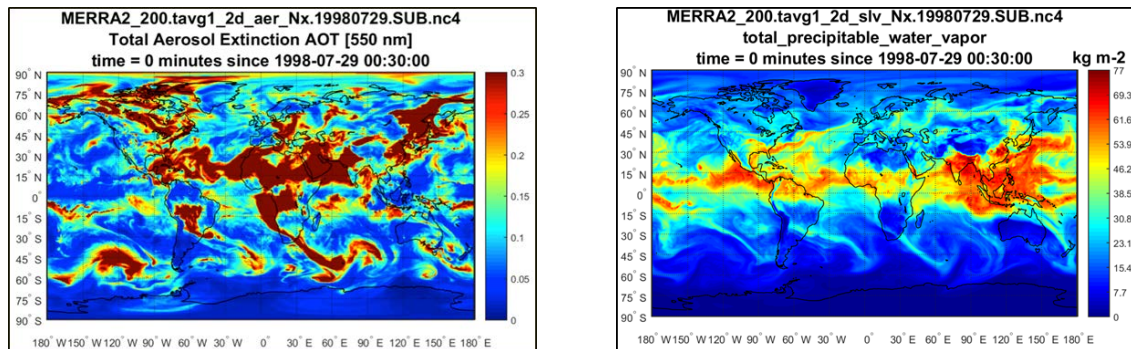 MERRA2_200.tavg1_2d_aer_Nx.19980729.SUB.nc4
Total Aerosol Extinction AOT [550 nm]
time = 0 minutes since 1998-07-29 00:30:00
90° N
75° N
60° N
45° N
30° N
15° N
0°
15° S
30° S
45° S
60° S
75° S
90° S
180° W 150° W 120° W 90° W 60° W 30° W 0° 30° E 60° E 90° E 120° E 150° E 180° E
0.3
0.25
0.2
0.15
0.1
0.05
0
MERRA2_200.tavg1_2d_slv_Nx.19980729.SUB.nc4
total_precipitable_water_vapor
time = 0 minutes since 1998-07-29 00:30:00
kg m-2
90° N
75° N
60° N
45° N
30° N
15° N
0°
15° S
30° S
45° S
60° S
75° S
90° S
180° W 150° W 120° W 90° W 60° W 30° W 0° 30° E 60° E 90° E 120° E 150° E 180° E
77
69.3
61.6
53.9
46.2
38.5
30.8
23.1
15.4
7.7
0